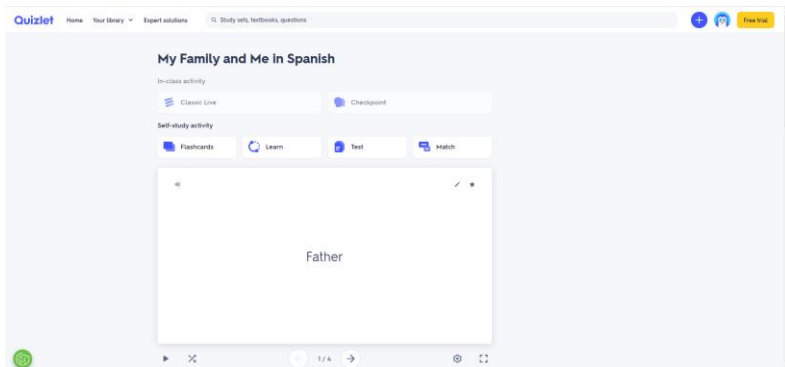 Quizlet Home Your library Expert solutions Study sets, textbooks, questions Free trial
My Family and Me in Spanish
In-class activity
Classic Live Checkpoint
Self-study activity
Flashcards Learn Test Match
Father
1 / 4